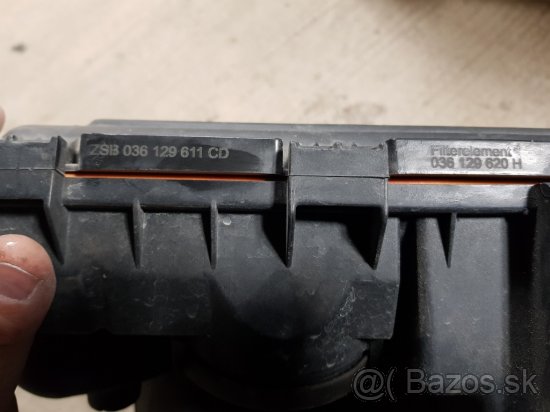 ZSB 036 129 611 CD
Filterelement
036 129 620 H
@ Bazos.sk